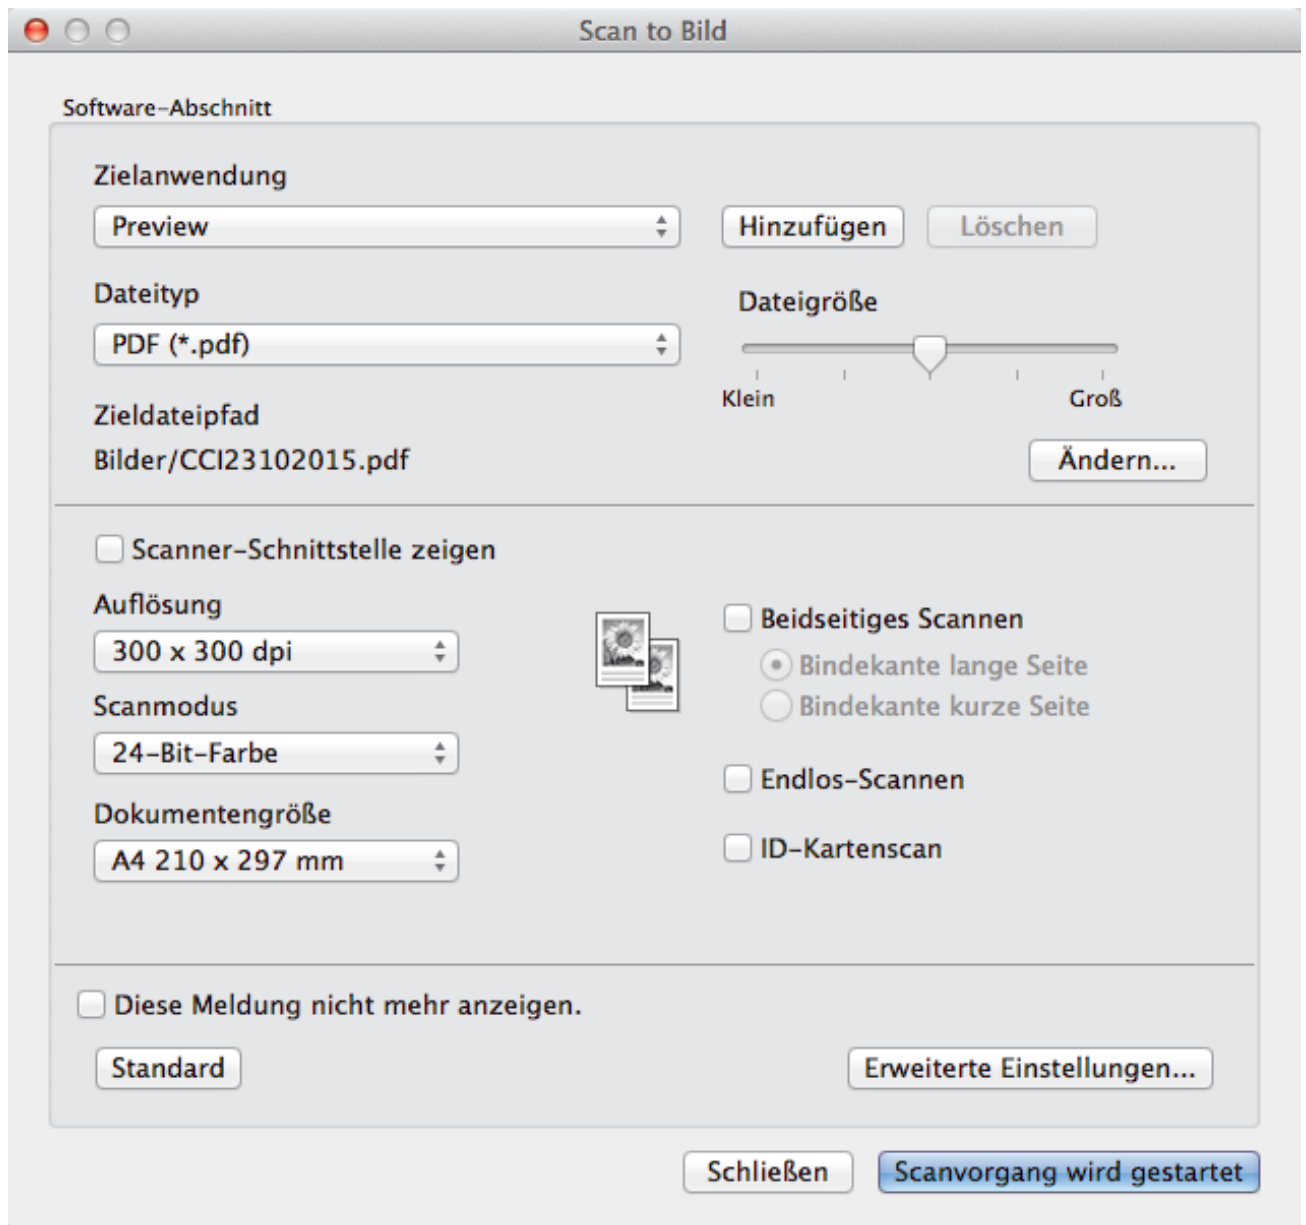 Scan to Bild
Software-Abschnitt
Zielanwendung
Preview
Hinzufügen
Löschen
Dateityp
Dateigröße
PDF (*.pdf)
Klein
Groß
Zieldateipfad
Bilder/CCI23102015.pdf
Ändern...
Scanner-Schnittstelle zeigen
Auflösung
300 x 300 dpi
Scanmodus
24-Bit-Farbe
Dokumentengröße
A4 210 x 297 mm
Beidseitiges Scannen
Bindekante lange Seite
Bindekante kurze Seite
Endlos-Scannen
ID-Kartenscan
Diese Meldung nicht mehr anzeigen.
Standard
Erweiterte Einstellungen...
Schließen
Scanvorgang wird gestartet